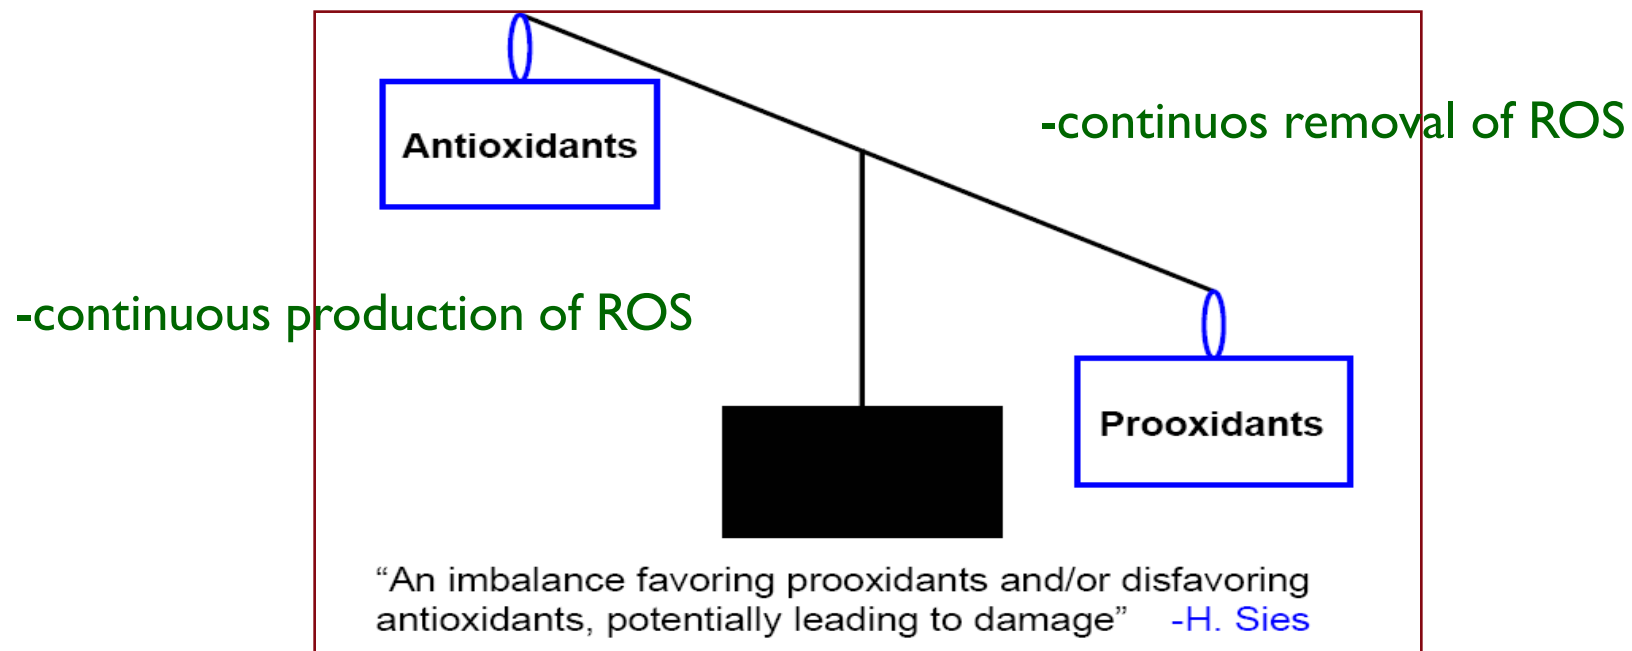 Antioxidants
-continuos removal of ROS
-continuous production of ROS
Prooxidants
“An imbalance favoring prooxidants and/or disfavoring
antioxidants, potentially leading to damage” -H. Sies